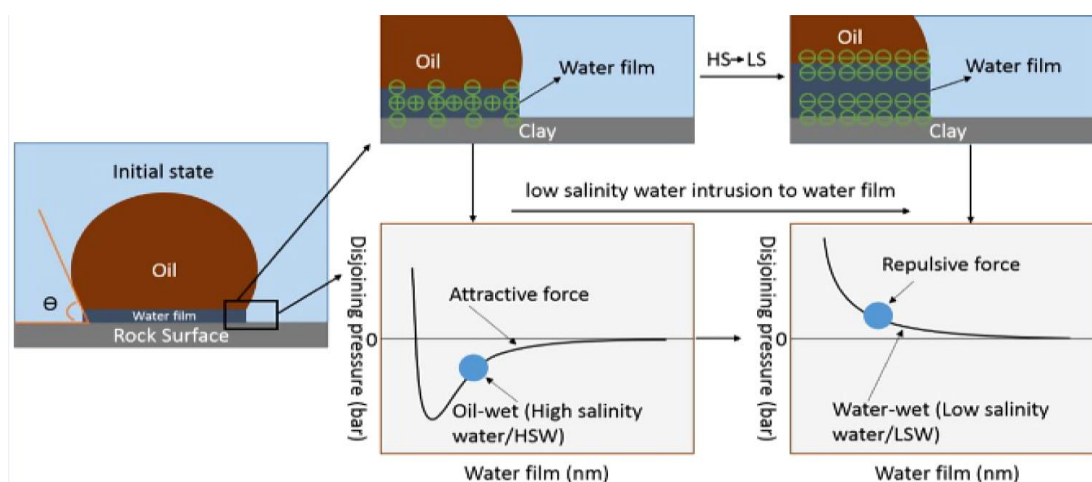 Initial state
Oil
Water film
Rock Surface
Θ
Oil
Water film
Clay
HS→LS
Oil
Water film
Clay
low salinity water intrusion to water film
Disjoining pressure (bar)
0
Attractive force
Oil-wet (High salinity
water/HSW)
Water film (nm)
Disjoining pressure (bar)
0
Repulsive force
Water-wet (Low salinity
water/LSW)
Water film (nm)